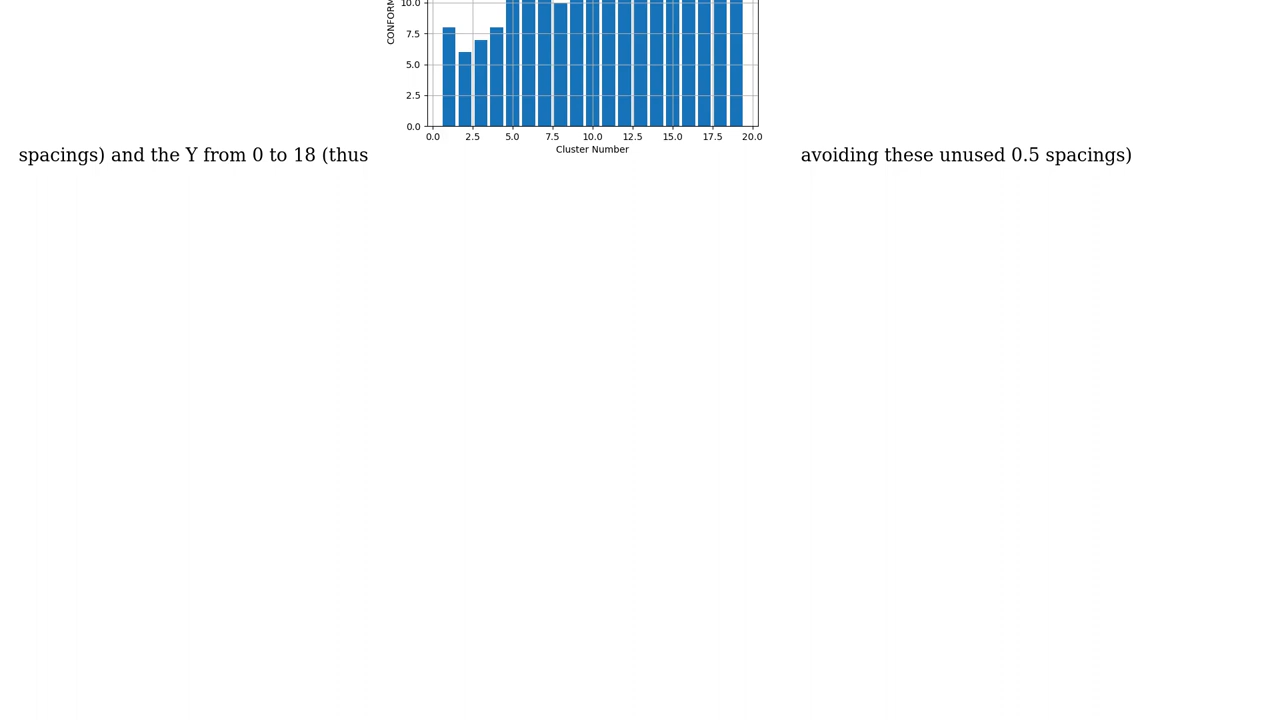 10.0
CONFORM
7.5
5.0
2.5
0.0
0.0 2.5 5.0 7.5 10.0 12.5 15.0 17.5 20.0
Cluster Number
spacings) and the Y from 0 to 18 (thus avoiding these unused 0.5 spacings)